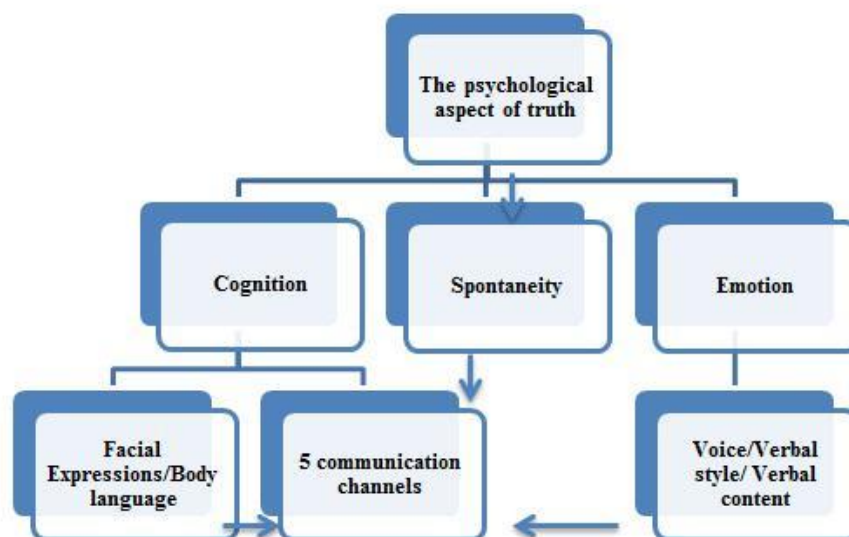 The psychological
aspect of truth
Cognition
Spontaneity
Emotion
Facial
Expressions/Body
language
5 communication
channels
Voice/Verbal
style/ Verbal
content